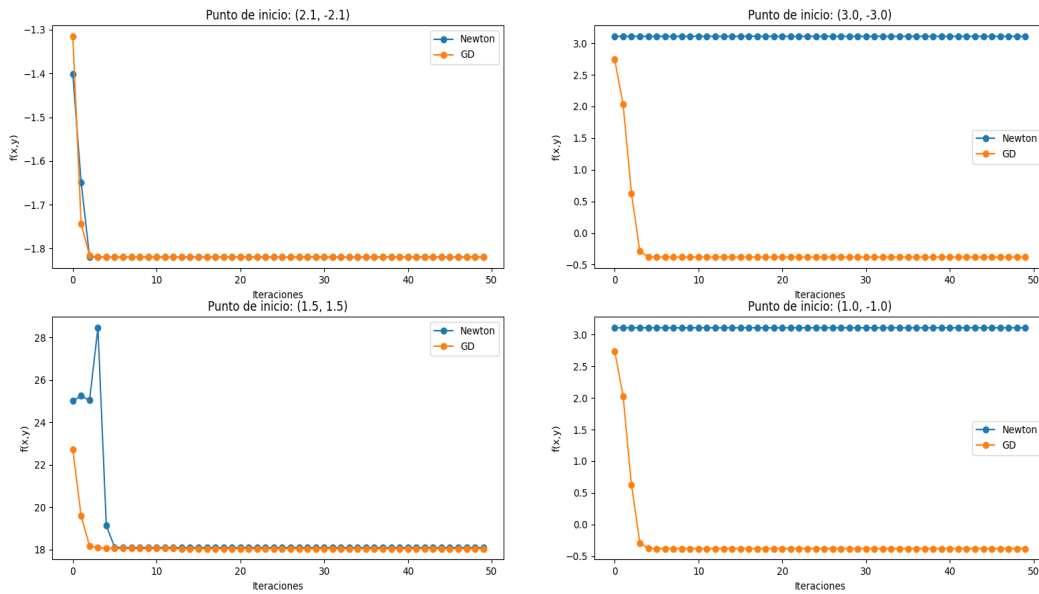 Punto de inicio: (2.1, -2.1)
f(x,y)
−1.3
−1.4
−1.5
−1.6
−1.7
−1.8
Newton
GD
0 10 20 30 40 50
Iteraciones
Punto de inicio: (3.0, -3.0)
f(x,y)
3.0
2.5
2.0
1.5
1.0
0.5
0.0
−0.5
Newton
GD
0 10 20 30 40 50
Iteraciones
Punto de inicio: (1.5, 1.5)
f(x,y)
28
26
24
22
20
18
Newton
GD
0 10 20 30 40 50
Iteraciones
Punto de inicio: (1.0, -1.0)
f(x,y)
3.0
2.5
2.0
1.5
1.0
0.5
0.0
−0.5
Newton
GD
0 10 20 30 40 50
Iteraciones